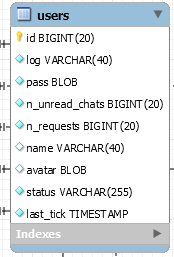 users
id BIGINT(20)
log VARCHAR(40)
pass BLOB
n_unread_chats BIGINT(20)
n_requests BIGINT(20)
name VARCHAR(40)
avatar BLOB
status VARCHAR(255)
last_tick TIMESTAMP
Indexes